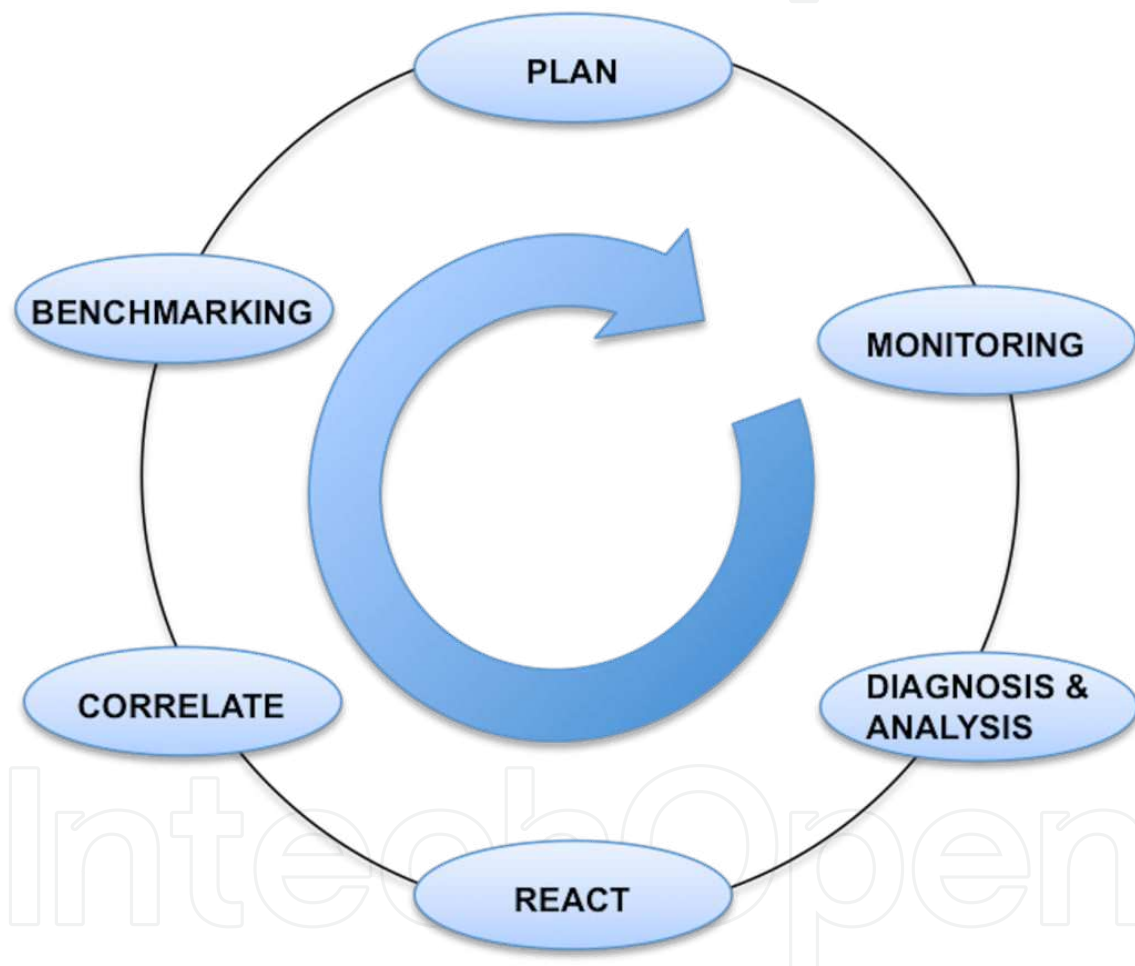 PLAN
MONITORING
DIAGNOSIS &
ANALYSIS
REACT
CORRELATE
BENCHMARKING
IntechOpen